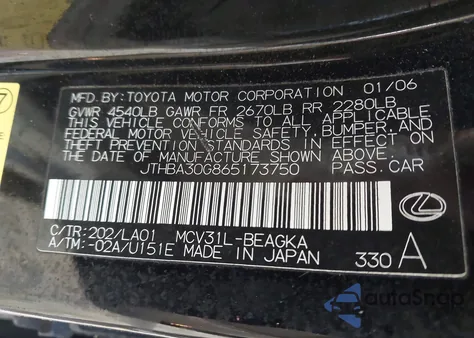 7
MFD. BY: TOYOTA MOTOR CORPORATION 01/06
GVWR 4540LB GAWR FR 2670LB RR 2280LB
THIS VEHICLE CONFORMS TO ALL APPLICABLE
FEDERAL MOTOR VEHICLE SAFETY, BUMPER, AND
THEFT PREVENTION STANDARDS IN EFFECT ON
THE DATE OF MANUFACTURE SHOWN ABOVE.
JTHBA30G865173750 PASS. CAR
C/TR: 202/LA01 MCV31L-BEAGKA
A/TM: -02A/U151E MADE IN JAPAN 330 A
autoSnap